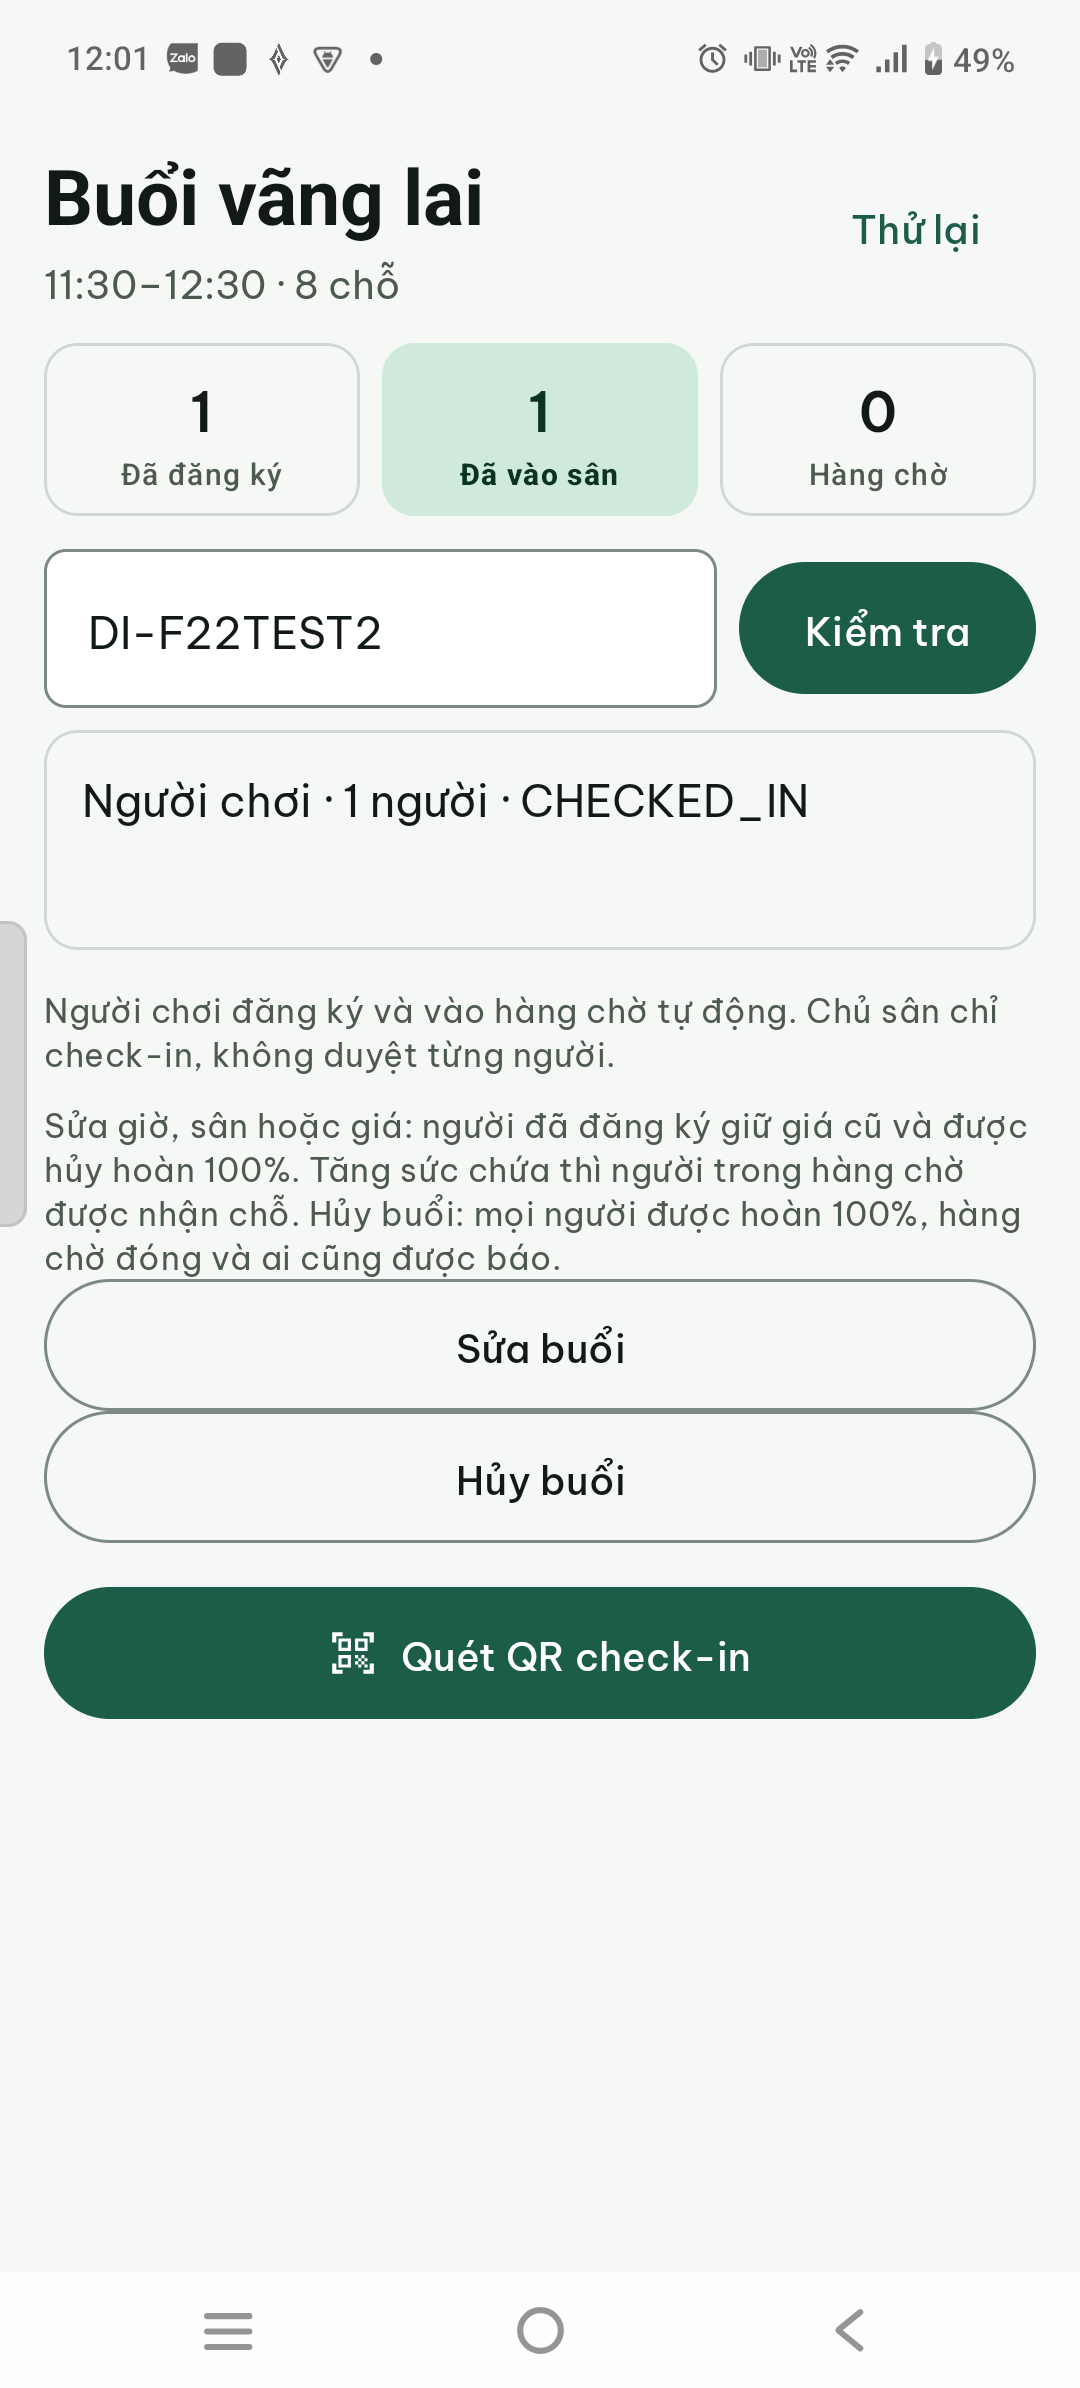 12:01
Zalo
Vo)) LTE
49%
Buổi vãng lai
Thử lại
11:30–12:30 · 8 chỗ
1
Đã đăng ký
1
Đã vào sân
0
Hàng chờ
DI-F22TEST2
Kiểm tra
Người chơi · 1 người · CHECKED_IN
Người chơi đăng ký và vào hàng chờ tự động. Chủ sân chỉ
check-in, không duyệt từng người.
Sửa giờ, sân hoặc giá: người đã đăng ký giữ giá cũ và được
hủy hoàn 100%. Tăng sức chứa thì người trong hàng chờ
được nhận chỗ. Hủy buổi: mọi người được hoàn 100%, hàng
chờ đóng và ai cũng được báo.
Sửa buổi
Hủy buổi
Quét QR check-in